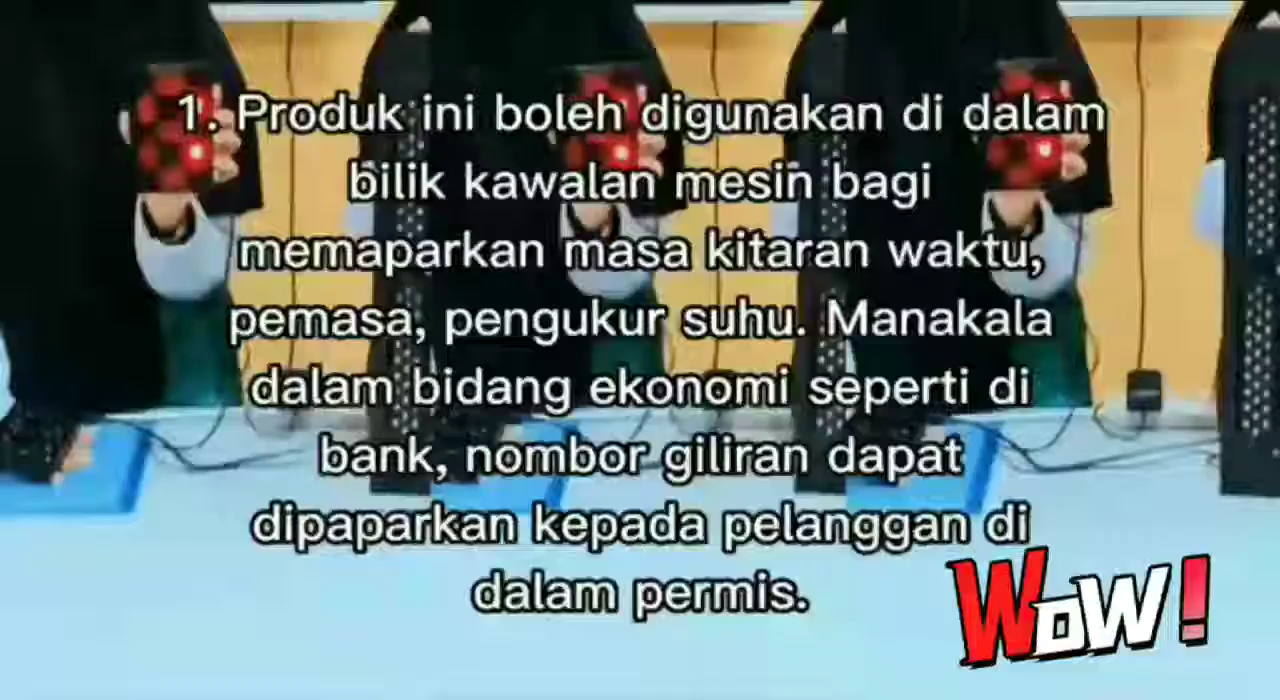 1. Produk ini boleh digunakan di dalam
bilik kawalan mesin bagi
memaparkan masa kitaran waktu,
pemasa, pengukur suhu. Manakala
dalam bidang ekonomi seperti di
bank, nombor giliran dapat
dipaparkan kepada pelanggan di
dalam permis.
WOW!